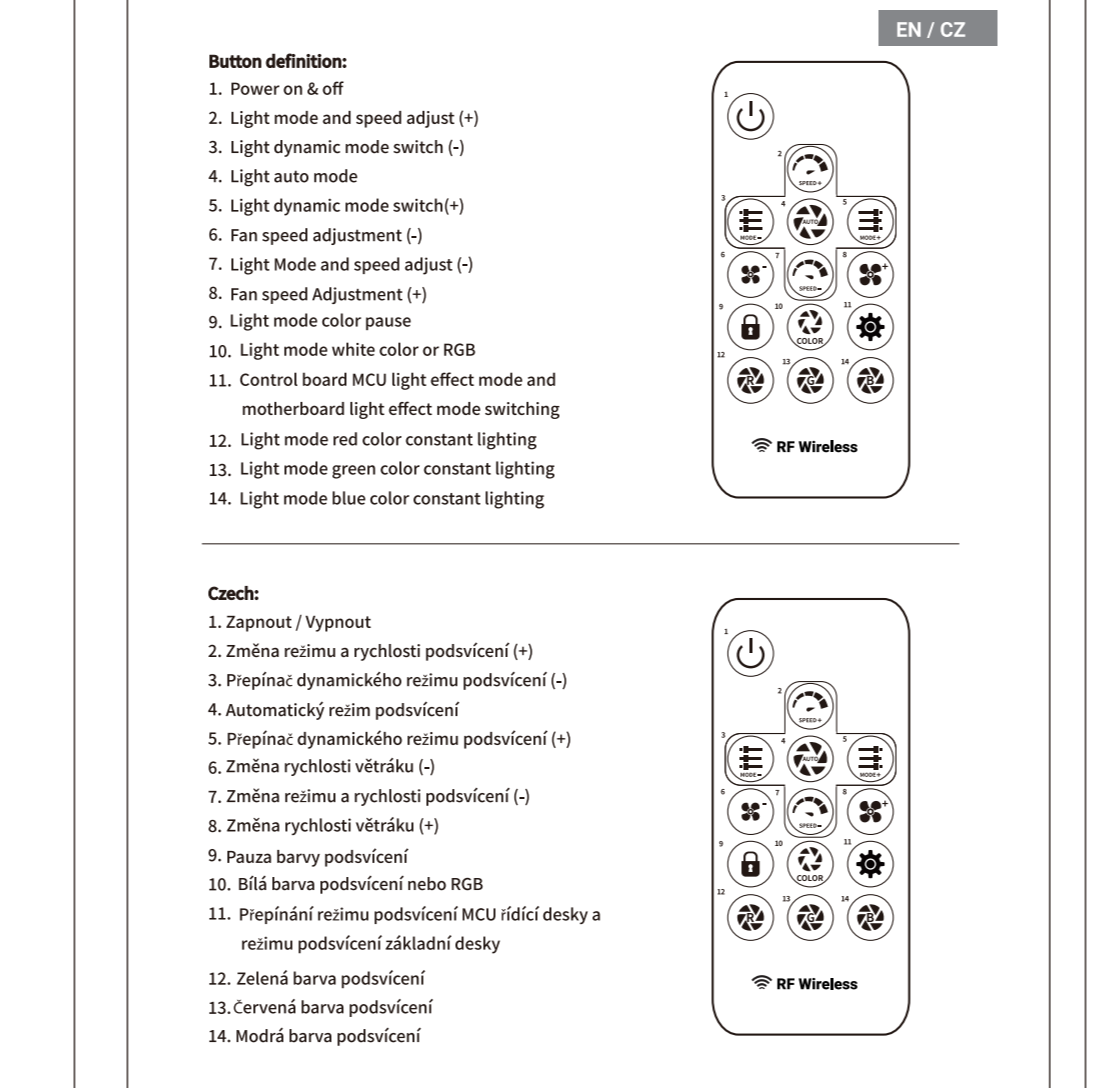 EN / CZ
Button definition:
1. Power on & off
2. Light mode and speed adjust (+)
3. Light dynamic mode switch (-)
4. Light auto mode
5. Light dynamic mode switch(+)
6. Fan speed adjustment (-)
7. Light Mode and speed adjust (-)
8. Fan speed Adjustment (+)
9. Light mode color pause
10. Light mode white color or RGB
11. Control board MCU light effect mode and
motherboard light effect mode switching
12. Light mode red color constant lighting
13. Light mode green color constant lighting
14. Light mode blue color constant lighting
1
2
SPEED+
3
MODE-
4
AUTO
5
MODE+
6
-
7
SPEED-
8
+
9
10
COLOR
11
12
R
13
G
14
B
RF Wireless
Czech:
1. Zapnout / Vypnout
2. Změna režimu a rychlosti podsvícení (+)
3. Přepínač dynamického režimu podsvícení (-)
4. Automatický režim podsvícení
5. Přepínač dynamického režimu podsvícení (+)
6. Změna rychlosti větráku (-)
7. Změna režimu a rychlosti podsvícení (-)
8. Změna rychlosti větráku (+)
9. Pauza barvy podsvícení
10. Bílá barva podsvícení nebo RGB
11. Přepínání režimu podsvícení MCU řídící desky a
režimu podsvícení základní desky
12. Zelená barva podsvícení
13. Červená barva podsvícení
14. Modrá barva podsvícení
1
2
SPEED+
3
MODE-
4
AUTO
5
MODE+
6
-
7
SPEED-
8
+
9
10
COLOR
11
12
R
13
G
14
B
RF Wireless